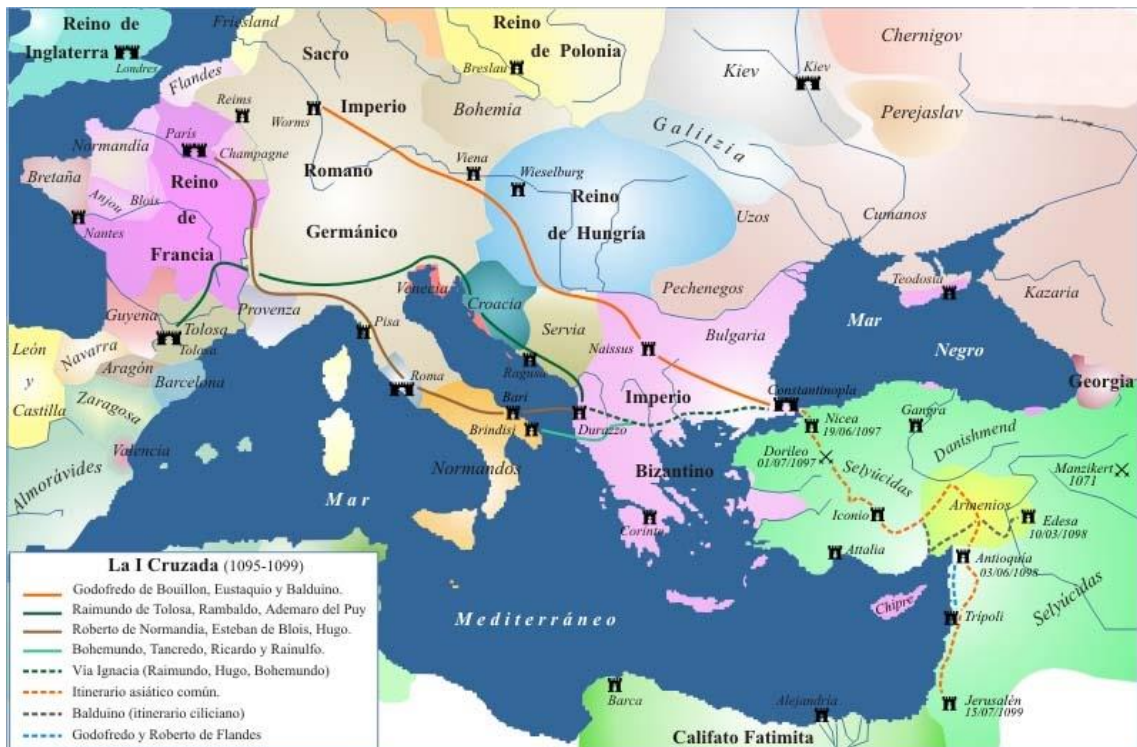 Reino de
Inglaterra
Londres
Friesland
Flandes
Sacro
Imperio
Romano
Germánico
Reims
Worms
Reino
de Polonia
Breslau
Bohemia
Kiev
Kiev
Chernigov
Perejaslav
Galitzia
Normandía
París
Champagne
Bretaña
Anjou
Blois
Nantes
Reino
de
Francia
Viena
Wieselburg
Reino
de Hungría
Uzos
Cumanos
Pechenegos
Teodosia
Kazaria
Guyena
Tolosa
Tolosa
Provenza
Venecia
Croacia
Servia
Naissus
Bulgaria
Mar
Negro
Georgia
León
y
Castilla
Navarra
Aragón
Barcelona
Zaragoza
Valencia
Almorávides
Pisa
Roma
Ragusa
Bari
Brindisi
Durazzo
Normandos
Imperio
Bizantino
Corinto
Constantinopla
Nicea
19/06/1097
Gangra
Danishmend
Dorileo
01/07/1097
Selyúcidas
Manzikert
1071
Iconio
Armenios
Edesa
10/03/1098
Attalia
Antioquía
03/06/1098
Selyúcidas
Chipre
Trípoli
Jerusalén
15/07/1099
Mar
Mediterráneo
Barca
Alejandría
Califato Fatimita
La I Cruzada (1095-1099)
Godofredo de Bouillon, Eustaquio y Balduino.
Raimundo de Tolosa, Rambaldo, Ademaro del Puy
Roberto de Normandía, Esteban de Blois, Hugo.
Bohemundo, Tancredo, Ricardo y Rainulfo.
Via Ignacia (Raimundo, Hugo, Bohemundo)
Itinerario asiático común.
Balduino (itinerario ciliciano)
Godofredo y Roberto de Flandes